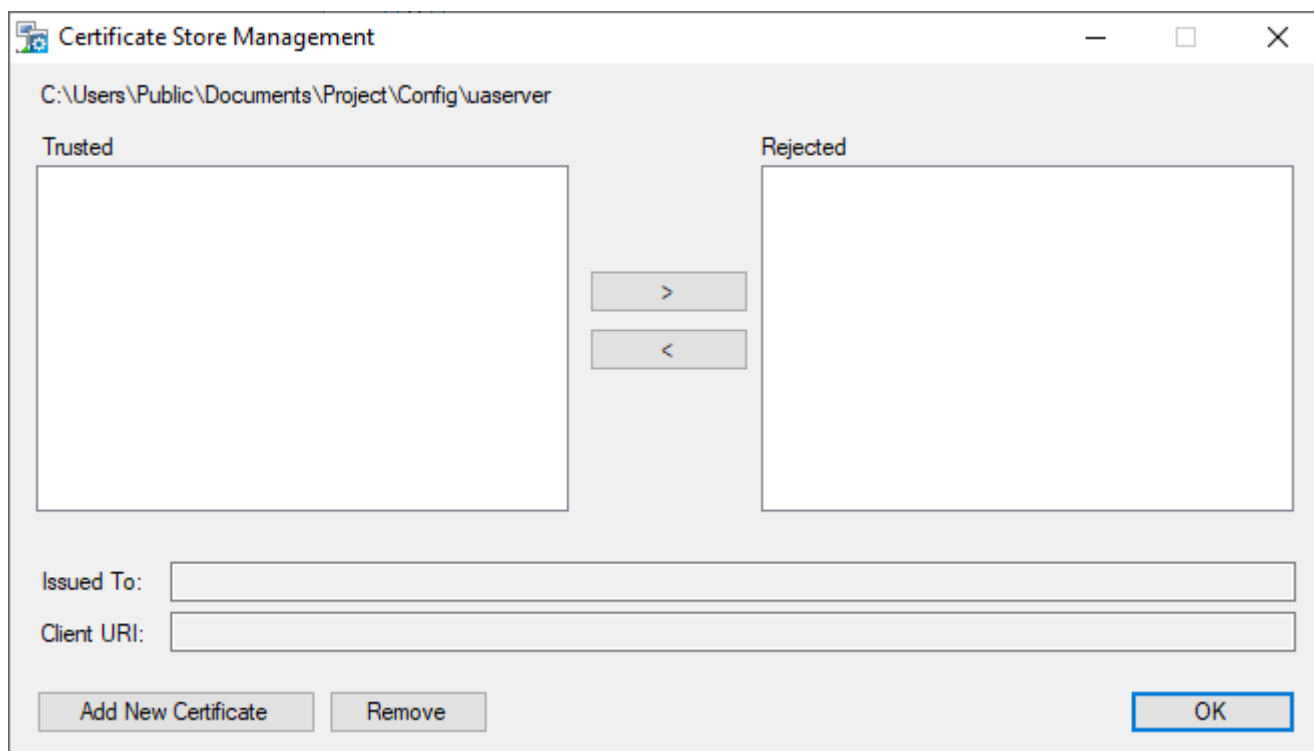 Certificate Store Management
C:\Users\Public\Documents\Project\Config\uaserver
Trusted
Rejected
>
<
Issued To:
Client URI:
Add New Certificate
Remove
OK